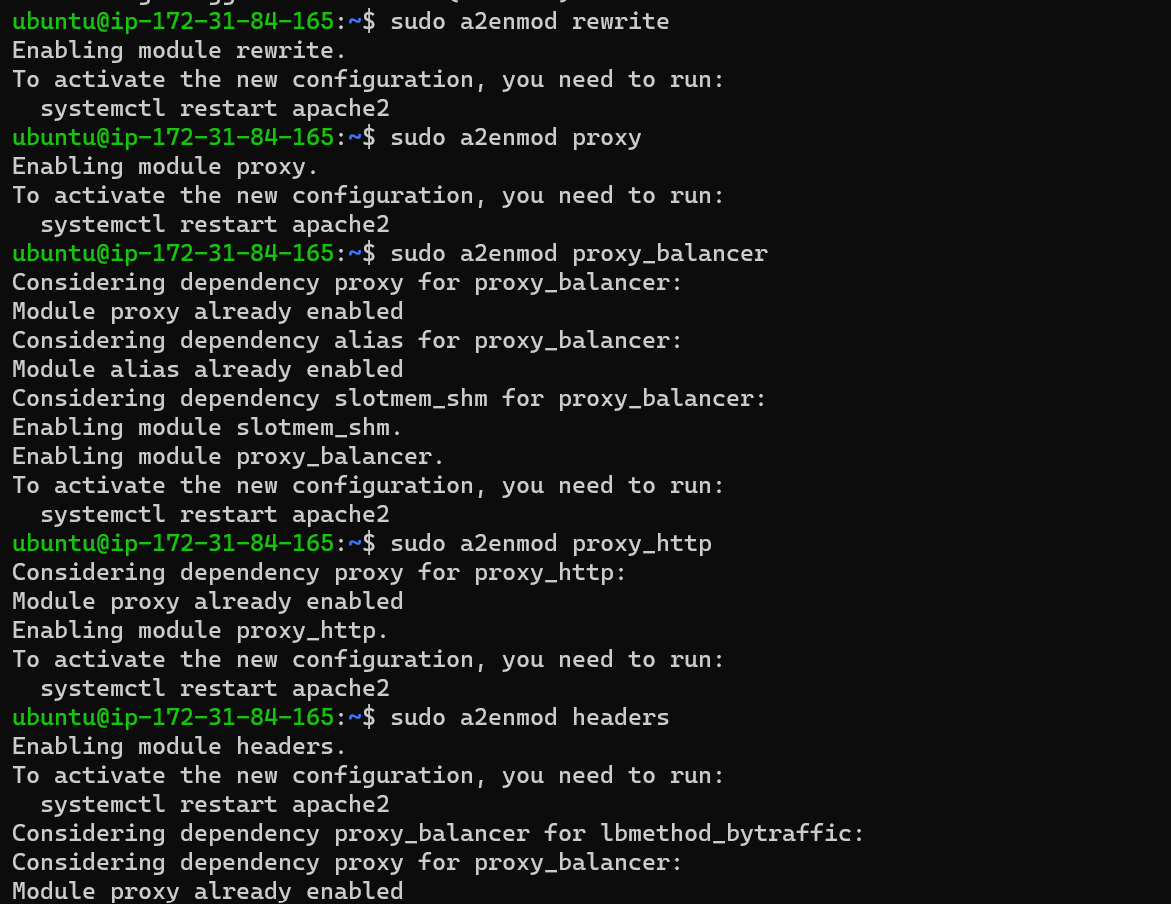 ubuntu@ip-172-31-84-165:~$ sudo a2enmod rewrite
Enabling module rewrite.
To activate the new configuration, you need to run:
  systemctl restart apache2
ubuntu@ip-172-31-84-165:~$ sudo a2enmod proxy
Enabling module proxy.
To activate the new configuration, you need to run:
  systemctl restart apache2
ubuntu@ip-172-31-84-165:~$ sudo a2enmod proxy_balancer
Considering dependency proxy for proxy_balancer:
Module proxy already enabled
Considering dependency alias for proxy_balancer:
Module alias already enabled
Considering dependency slotmem_shm for proxy_balancer:
Enabling module slotmem_shm.
Enabling module proxy_balancer.
To activate the new configuration, you need to run:
  systemctl restart apache2
ubuntu@ip-172-31-84-165:~$ sudo a2enmod proxy_http
Considering dependency proxy for proxy_http:
Module proxy already enabled
Enabling module proxy_http.
To activate the new configuration, you need to run:
  systemctl restart apache2
ubuntu@ip-172-31-84-165:~$ sudo a2enmod headers
Enabling module headers.
To activate the new configuration, you need to run:
  systemctl restart apache2
Considering dependency proxy_balancer for lbmethod_bytraffic:
Considering dependency proxy for proxy_balancer:
Module proxy already enabled